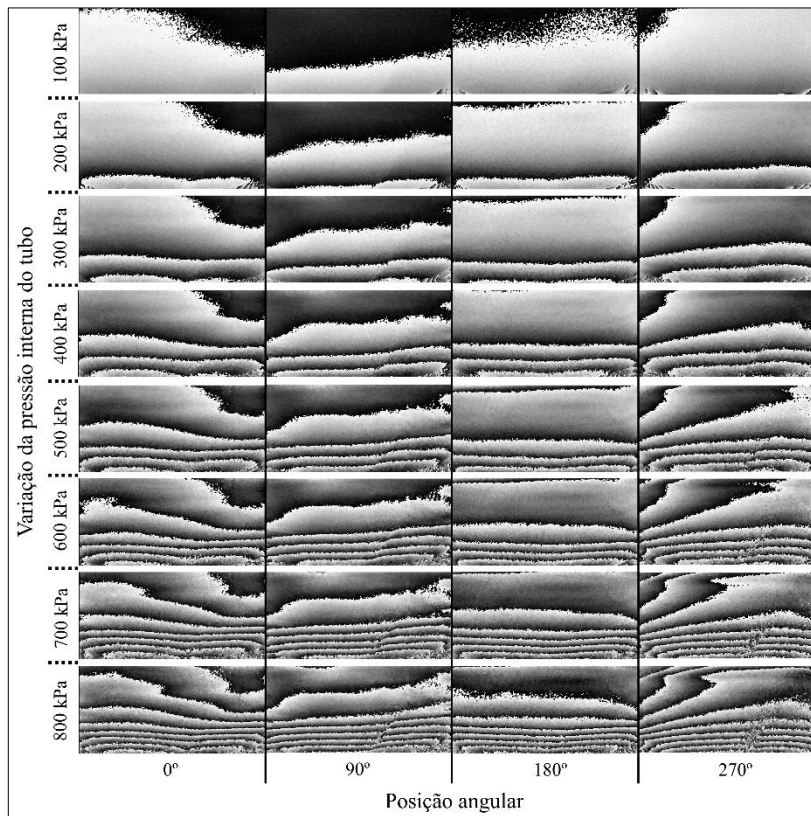 Variação da pressão interna do tubo
100 kPa
200 kPa
300 kPa
400 kPa
500 kPa
600 kPa
700 kPa
800 kPa
0º
90º
180º
270º
Posição angular